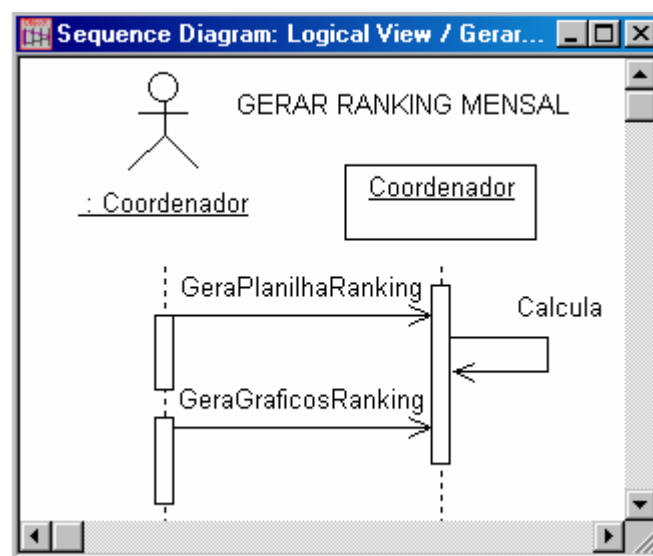 Sequence Diagram: Logical View / Gerar...
GERAR RANKING MENSAL
: Coordenador
Coordenador
GeraPlanilhaRanking
Calcula
GeraGraficosRanking